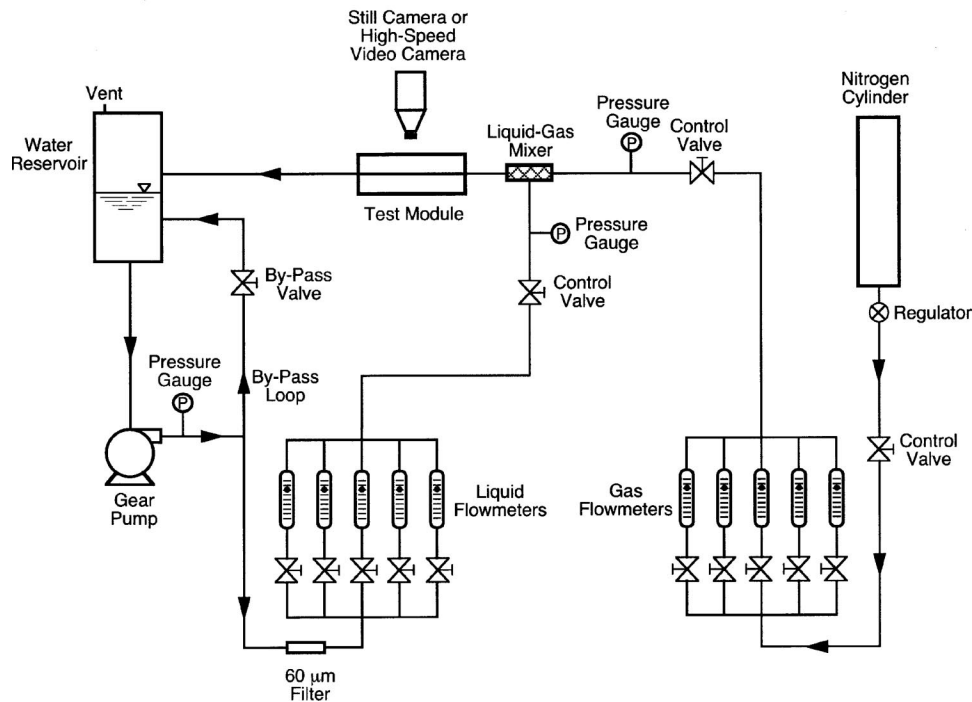 Still Camera or
High-Speed
Video Camera
Nitrogen
Cylinder
Vent
Water
Reservoir
Pressure
Gauge
Control
Valve
Liquid-Gas
Mixer
P
Test Module
P
Pressure
Gauge
By-Pass
Valve
Control
Valve
Regulator
Pressure
Gauge
P
By-Pass
Loop
Gear
Pump
Liquid
Flowmeters
Gas
Flowmeters
Control
Valve
60 µm
Filter